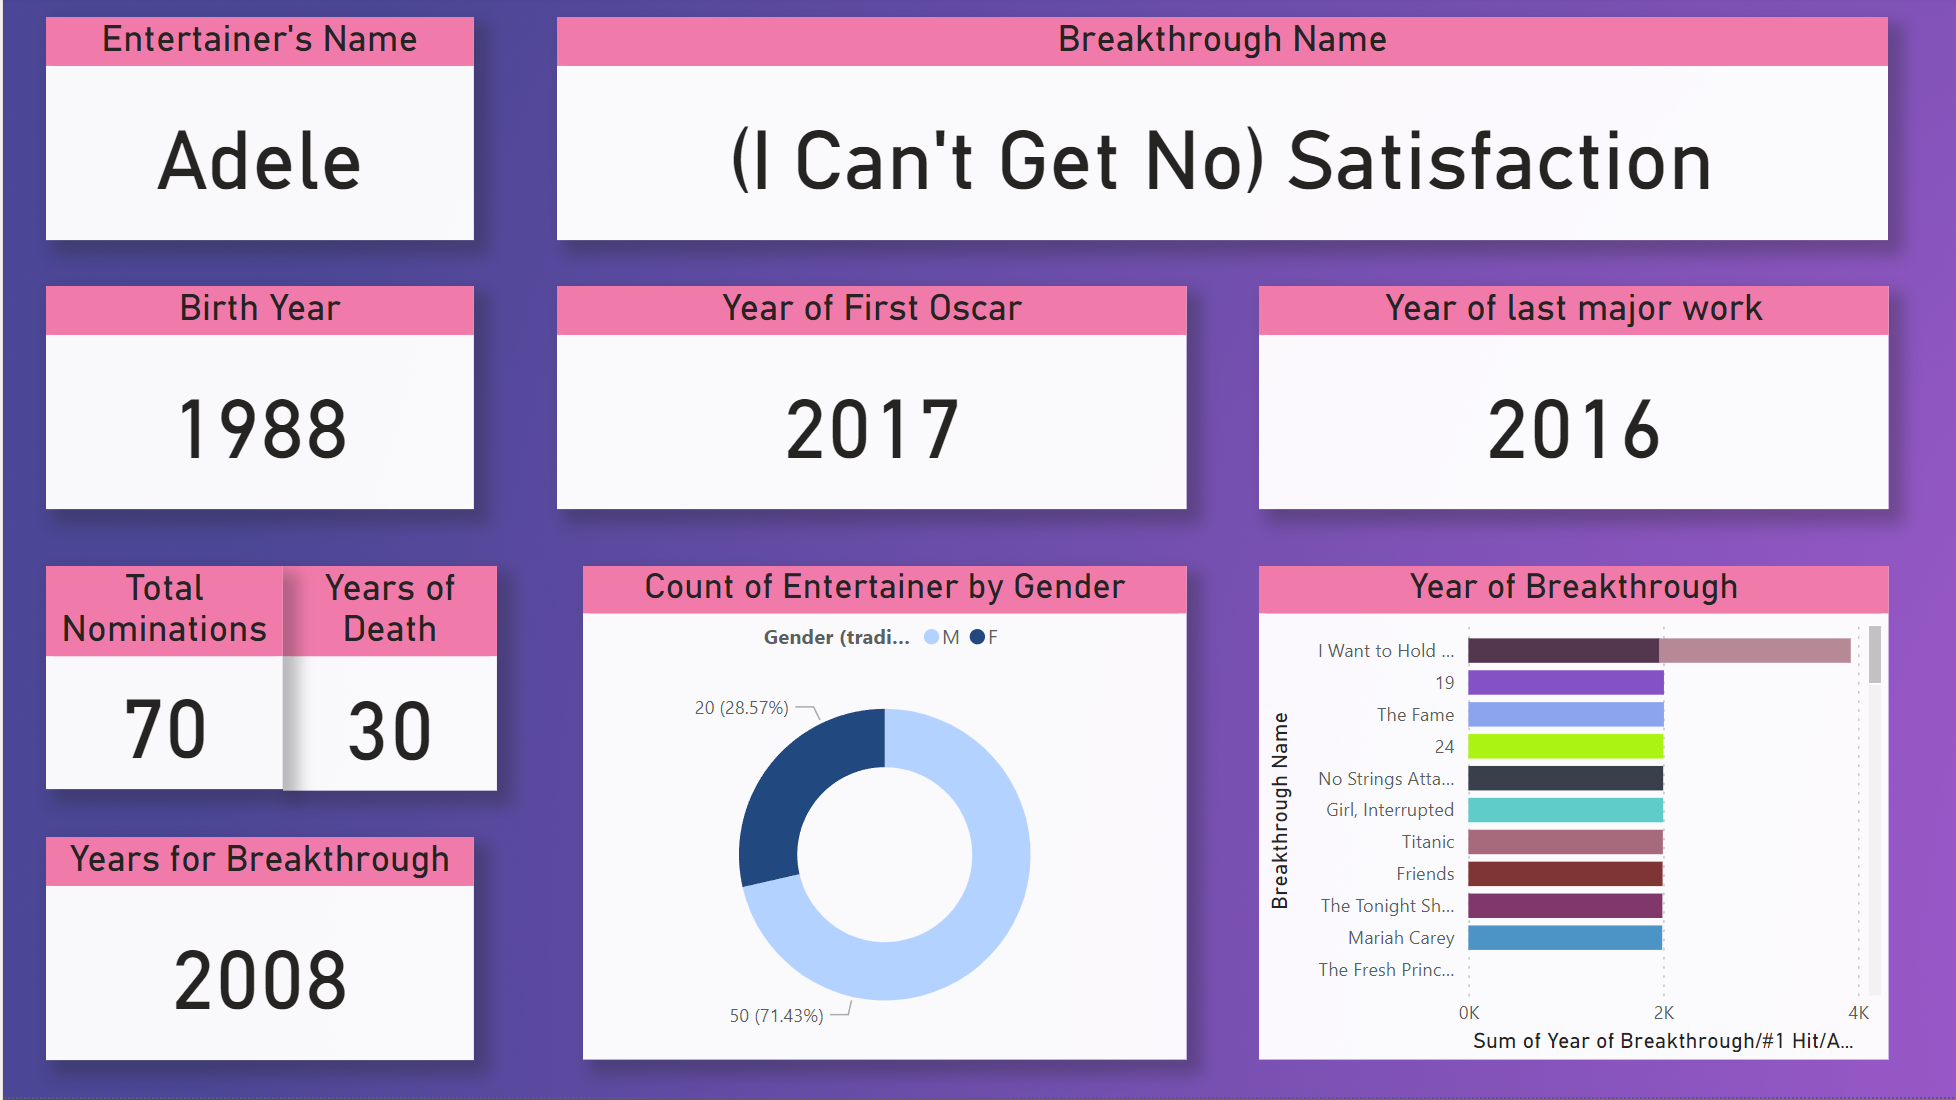 Entertainer's Name
Adele
Breakthrough Name
(I Can't Get No) Satisfaction
Birth Year
1988
Year of First Oscar
2017
Year of last major work
2016
Total
Nominations
70
Years of
Death
30
Years for Breakthrough
2008
Count of Entertainer by Gender
Gender (tradi... M F
20 (28.57%)
50 (71.43%)
Year of Breakthrough
Breakthrough Name
I Want to Hold ...
19
The Fame
24
No Strings Atta...
Girl, Interrupted
Titanic
Friends
The Tonight Sh...
Mariah Carey
The Fresh Princ...
0K 2K 4K
Sum of Year of Breakthrough/#1 Hit/A...